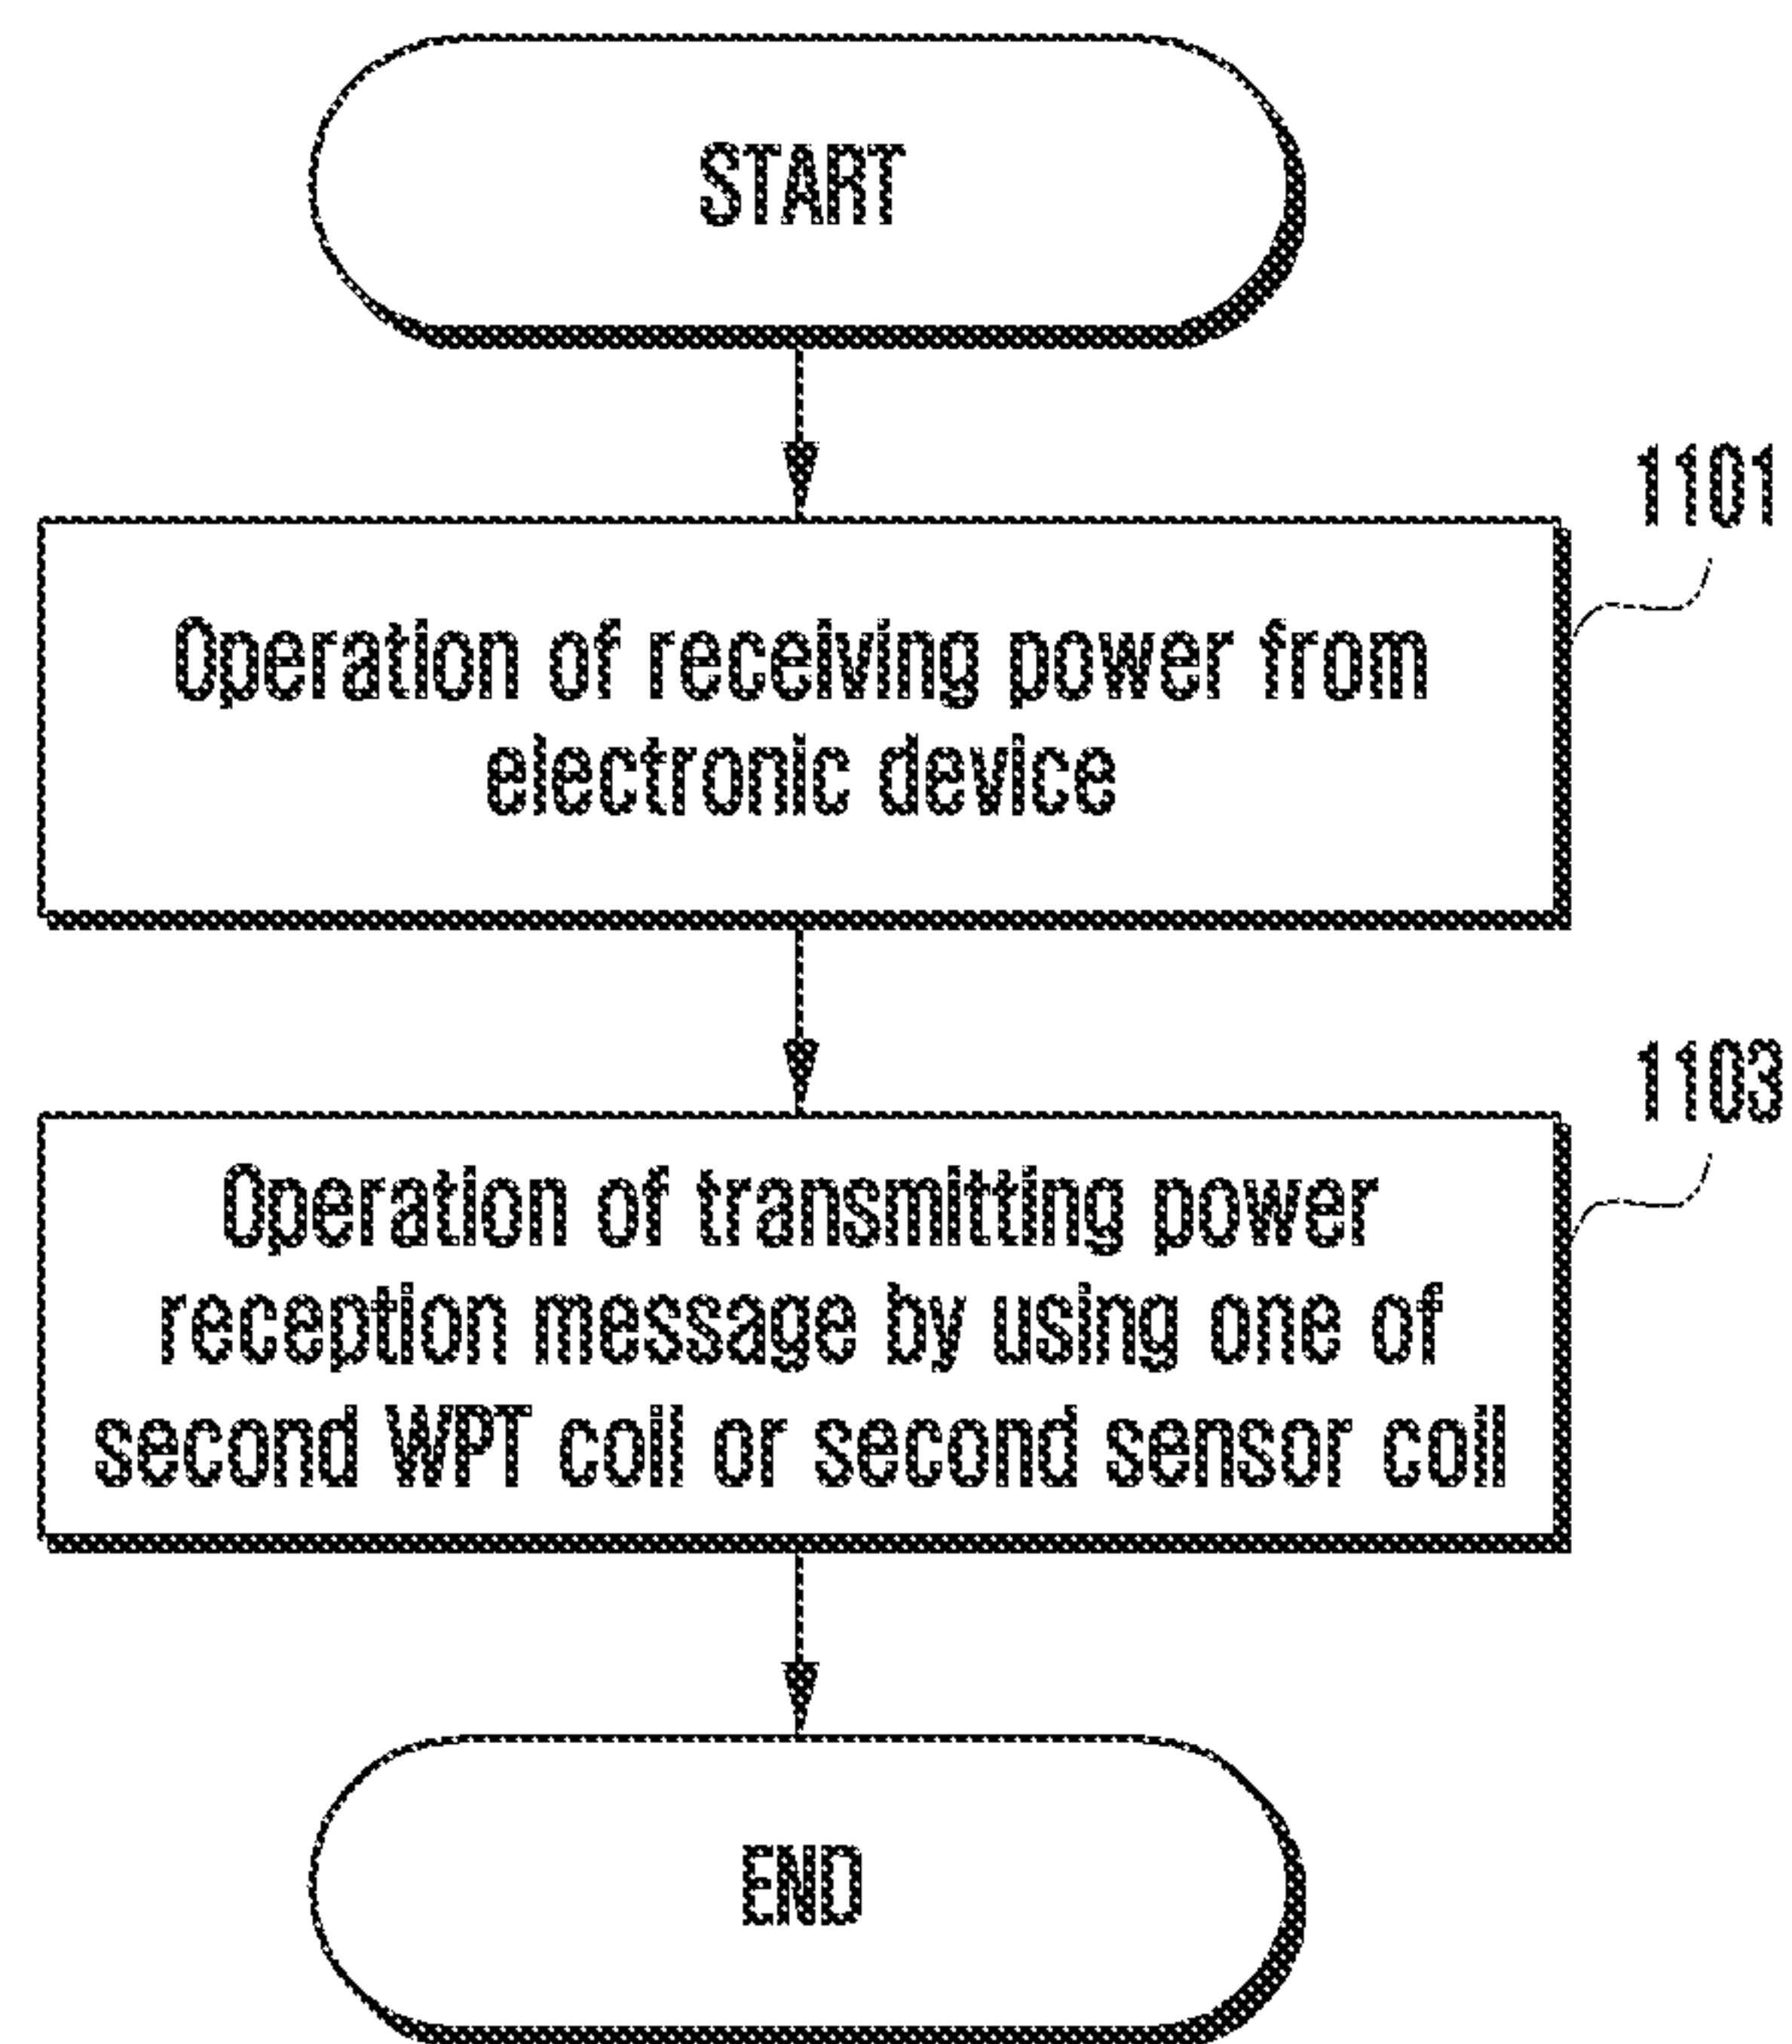 START
1101
Operation of receiving power from
electronic device
1103
Operation of transmitting power
reception message by using one of
second WPT coil or second sensor coil
END